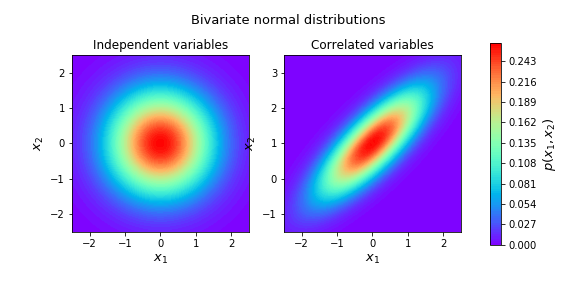 Bivariate normal distributions
Independent variables
2
1
0
−1
−2
x₂
−2 −1 0 1 2
x₁
Correlated variables
3
2
1
0
−1
x₂
−2 −1 0 1 2
x₁
0.243
0.216
0.189
0.162
0.135
0.108
0.081
0.054
0.027
0.000
p(x₁, x₂)